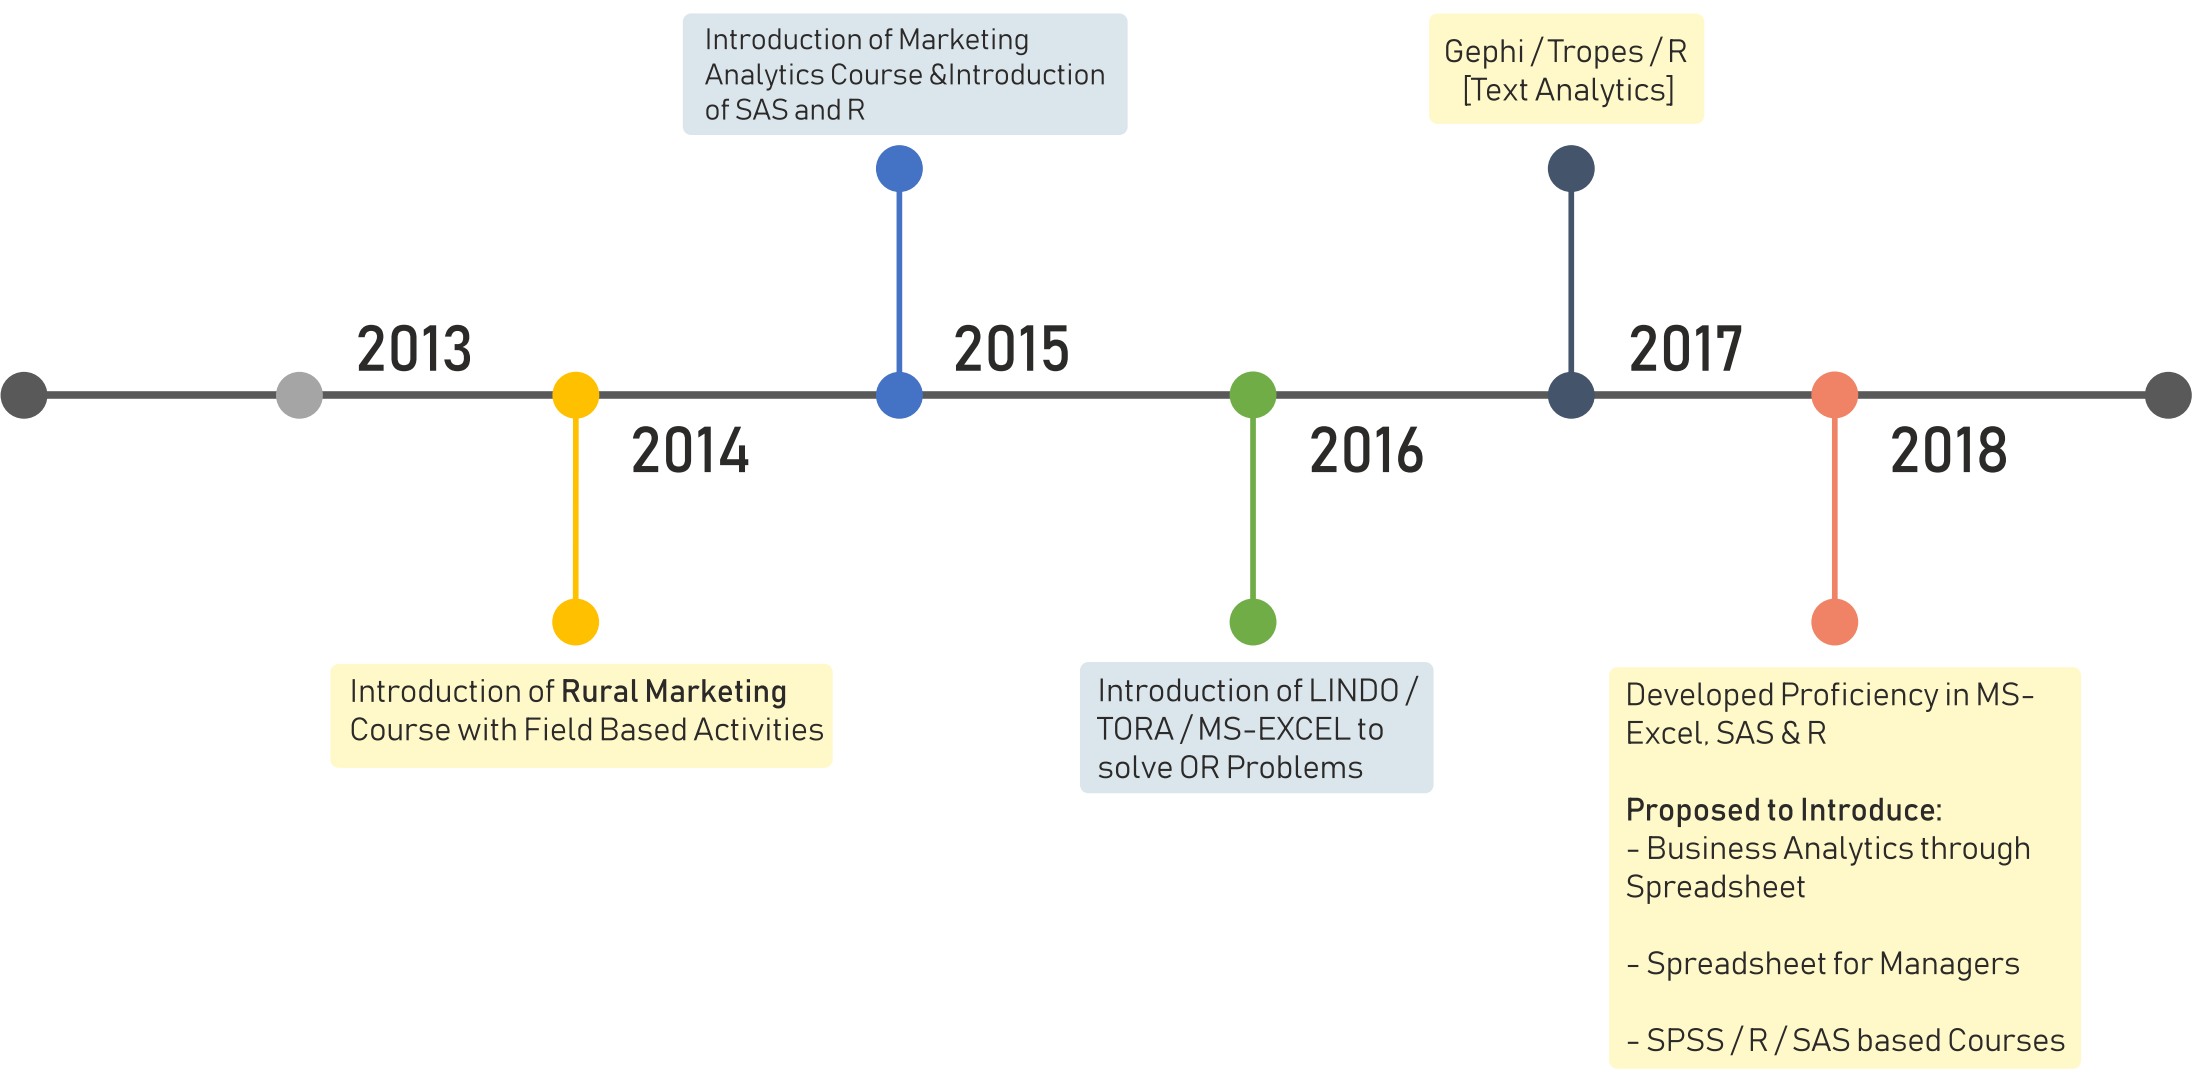 Introduction of Marketing
Analytics Course &Introduction
of SAS and R
Gephi / Tropes / R
[Text Analytics]
2013
2015
2017
2014
2016
2018
Introduction of Rural Marketing
Course with Field Based Activities
Introduction of LINDO /
TORA / MS-EXCEL to
solve OR Problems
Developed Proficiency in MS-
Excel, SAS & R
Proposed to Introduce:
- Business Analytics through
Spreadsheet
- Spreadsheet for Managers
- SPSS / R / SAS based Courses